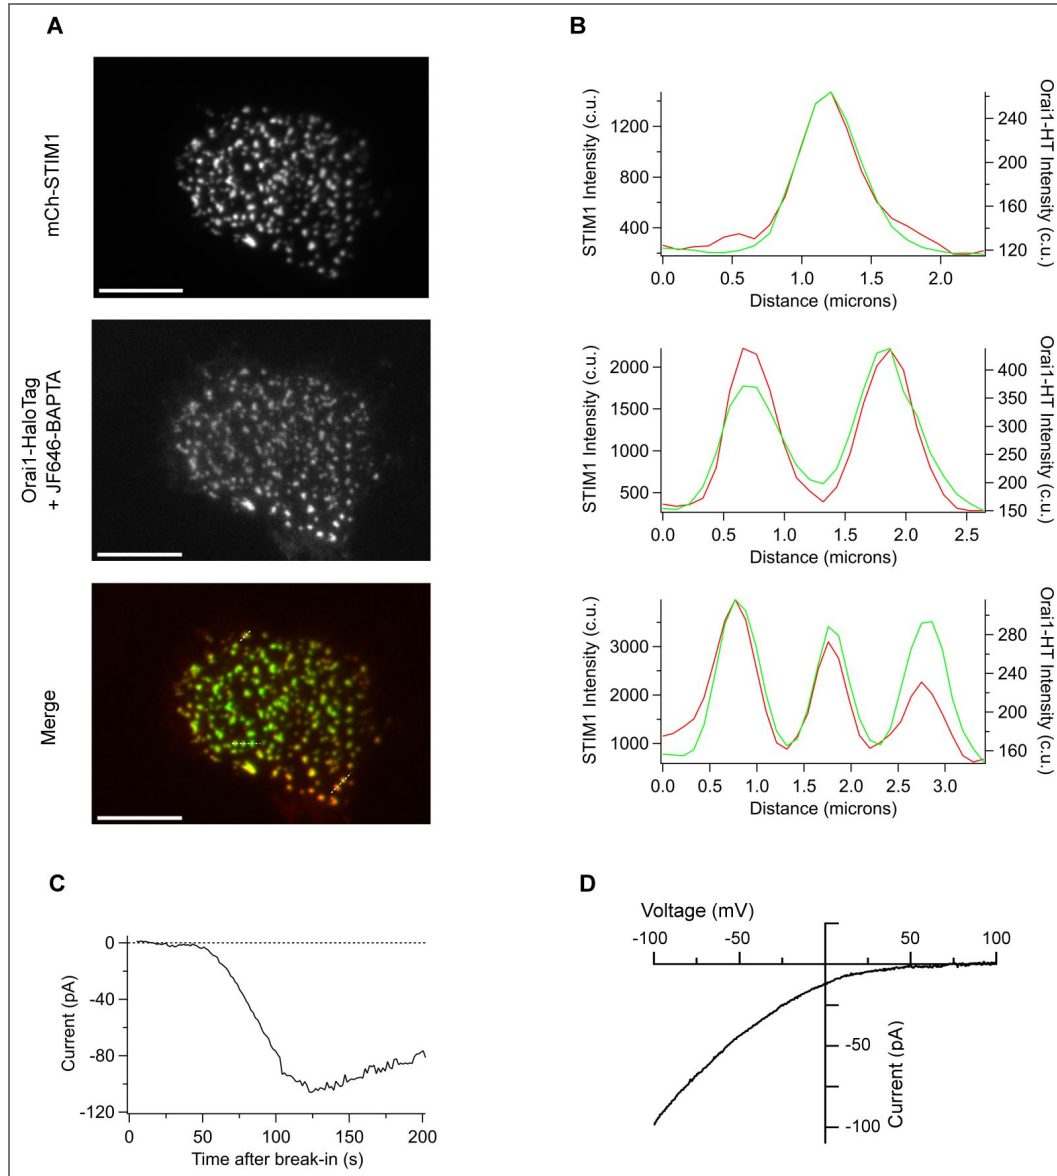 A
mCh-STIM1
Orai1-HaloTag
+ JF646-BAPTA
Merge
B
STIM1 Intensity (c.u.)
1200
800
400
240
200
160
120
Orai1-HT Intensity (c.u.)
0.0 0.5 1.0 1.5 2.0
Distance (microns)
STIM1 Intensity (c.u.)
2000
1500
1000
500
400
350
300
250
200
150
Orai1-HT Intensity (c.u.)
0.0 0.5 1.0 1.5 2.0 2.5
Distance (microns)
STIM1 Intensity (c.u.)
3000
2000
1000
280
240
200
160
Orai1-HT Intensity (c.u.)
0.0 0.5 1.0 1.5 2.0 2.5 3.0
Distance (microns)
C
Current (pA)
0
-40
-80
-120
0 50 100 150 200
Time after break-in (s)
D
Voltage (mV)
-100 -50 50 100
-50
-100
Current (pA)